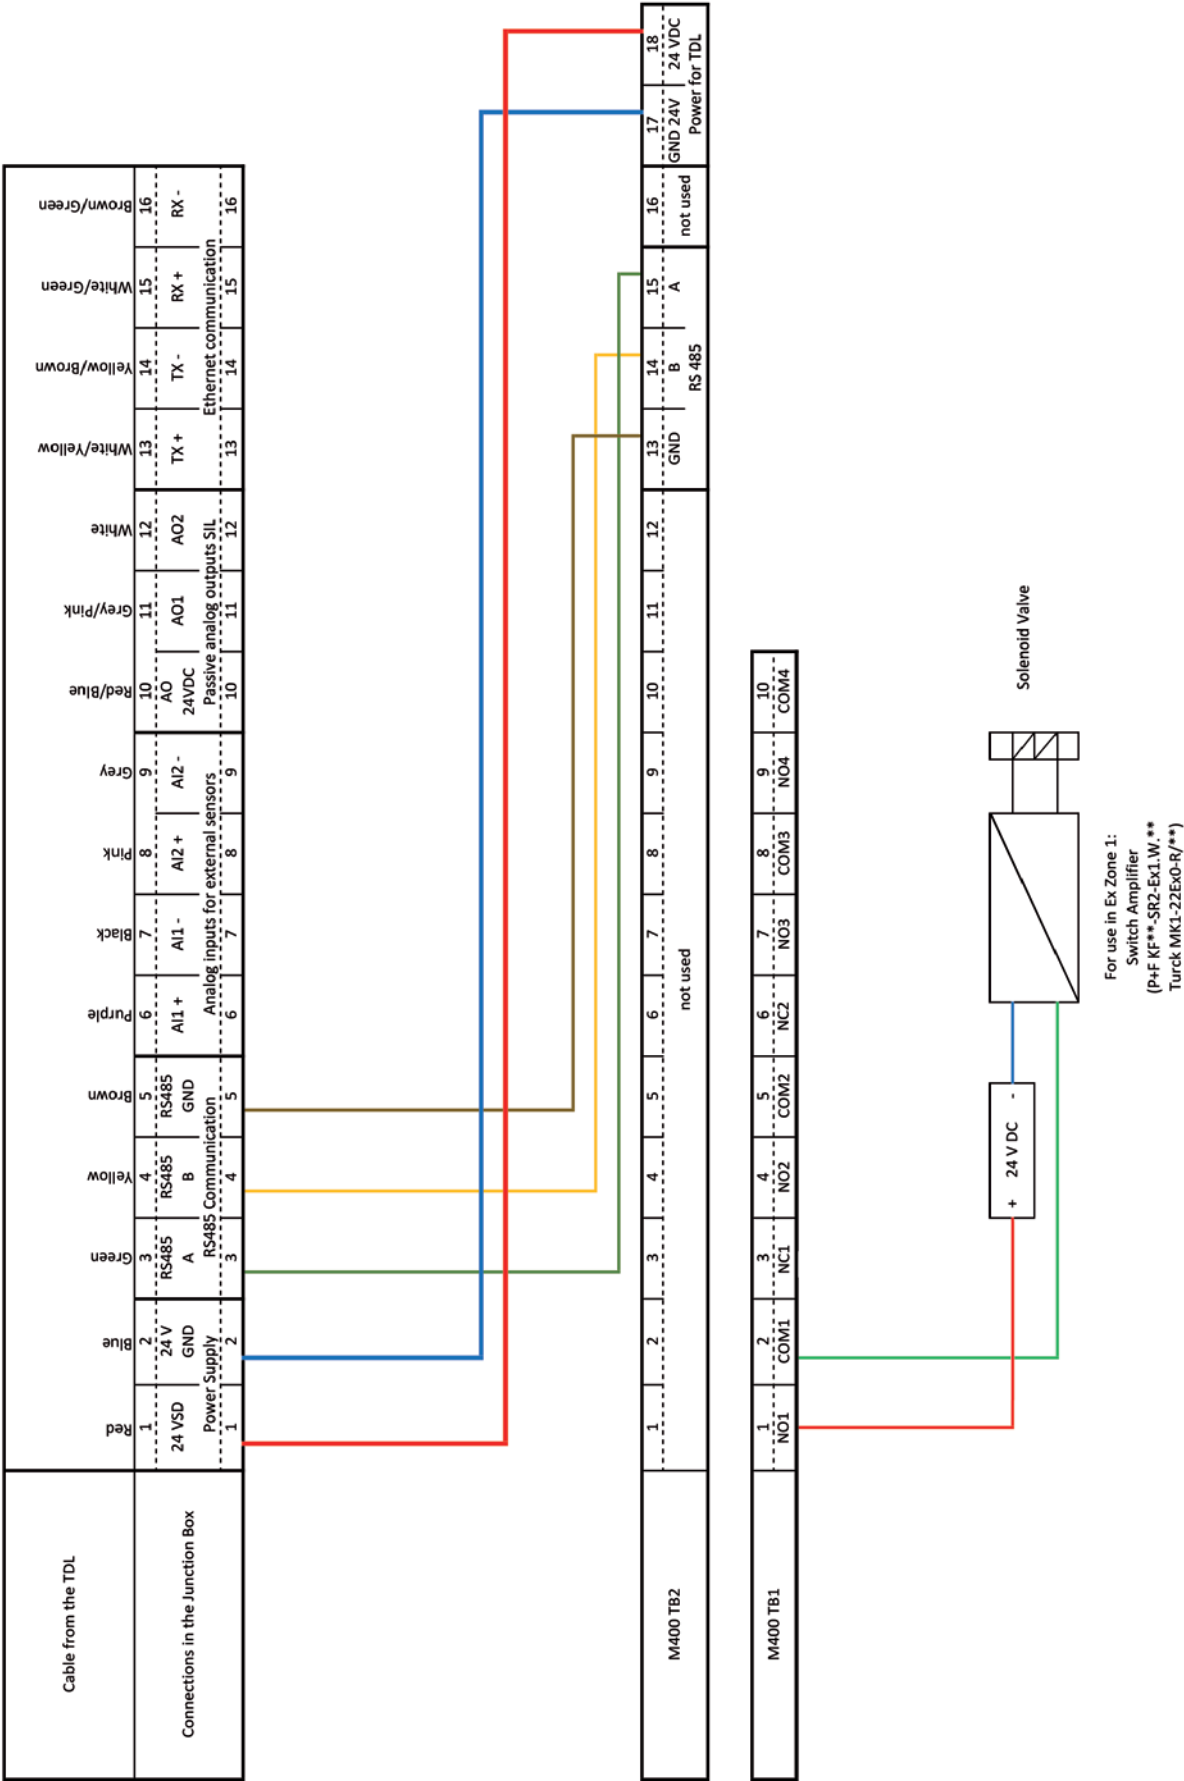 Cable from the TDL
Red
Blue
Green
Yellow
Brown
Purple
Black
Pink
Grey
Red/Blue
Grey/Pink
White
White/Yellow
Yellow/Brown
White/Green
Brown/Green
Connections in the Junction Box
1 2 3 4 5 6 7 8 9 10 11 12 13 14 15 16
24 VSD
24 V
GND
RS485
A
RS485
B
RS485
GND
AI1 +
AI1 -
AI2 +
AI2 -
AO
24VDC
AO1
AO2
TX +
TX -
RX +
RX -
Power Supply
RS485 Communication
Analog inputs for external sensors
Passive analog outputs SIL
Ethernet communication
1 2 3 4 5 6 7 8 9 10 11 12 13 14 15 16
M400 TB2
1 2 3 4 5 6 7 8 9 10 11 12 13 14 15 16 17 18
not used
GND
B
A
RS 485
not used
GND 24V
24 VDC
Power for TDL
M400 TB1
1 2 3 4 5 6 7 8 9 10
NO1 COM1 NC1 NO2 COM2 NC2 NO3 COM3 NO4 COM4
+ 24 V DC -
Solenoid Valve
For use in Ex Zone 1:
Switch Amplifier
(P+F KF**-SR2-Ex1.W.**
Turck MK1-22Ex0-R/**)